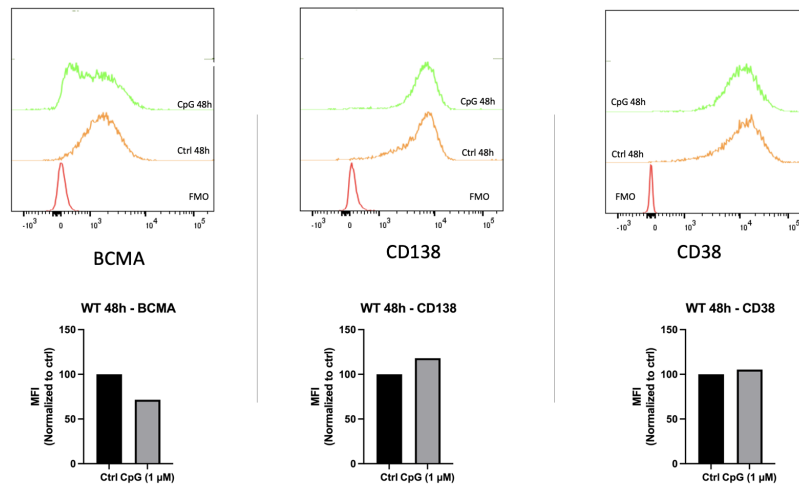 CpG 48h
Ctrl 48h
FMO
-10³ 0 10³ 10⁴ 10⁵
BCMA
CpG 48h
Ctrl 48h
FMO
-10³ 0 10³ 10⁴ 10⁵
CD138
CpG 48h
Ctrl 48h
FMO
-10³ 0 10³ 10⁴ 10⁵
CD38
WT 48h - BCMA
MFI
(Normalized to ctrl)
150
100
50
0
Ctrl CpG (1 µM)
WT 48h - CD138
MFI
(Normalized to ctrl)
150
100
50
0
Ctrl CpG (1 µM)
WT 48h - CD38
MFI
(Normalized to ctrl)
150
100
50
0
Ctrl CpG (1 µM)